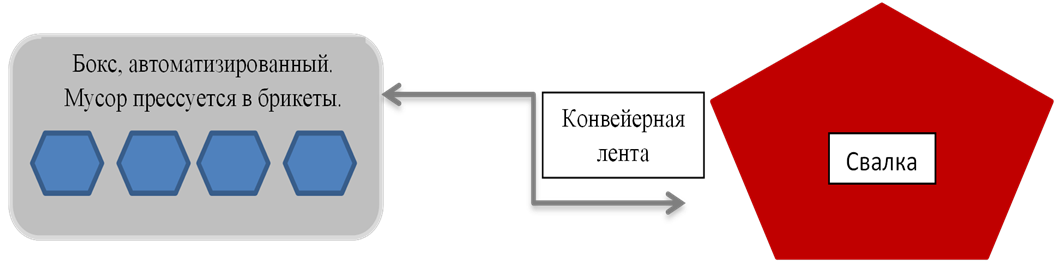 Бокс, автоматизированный.
Мусор прессуется в брикеты.
Конвейерная
лента
Свалка